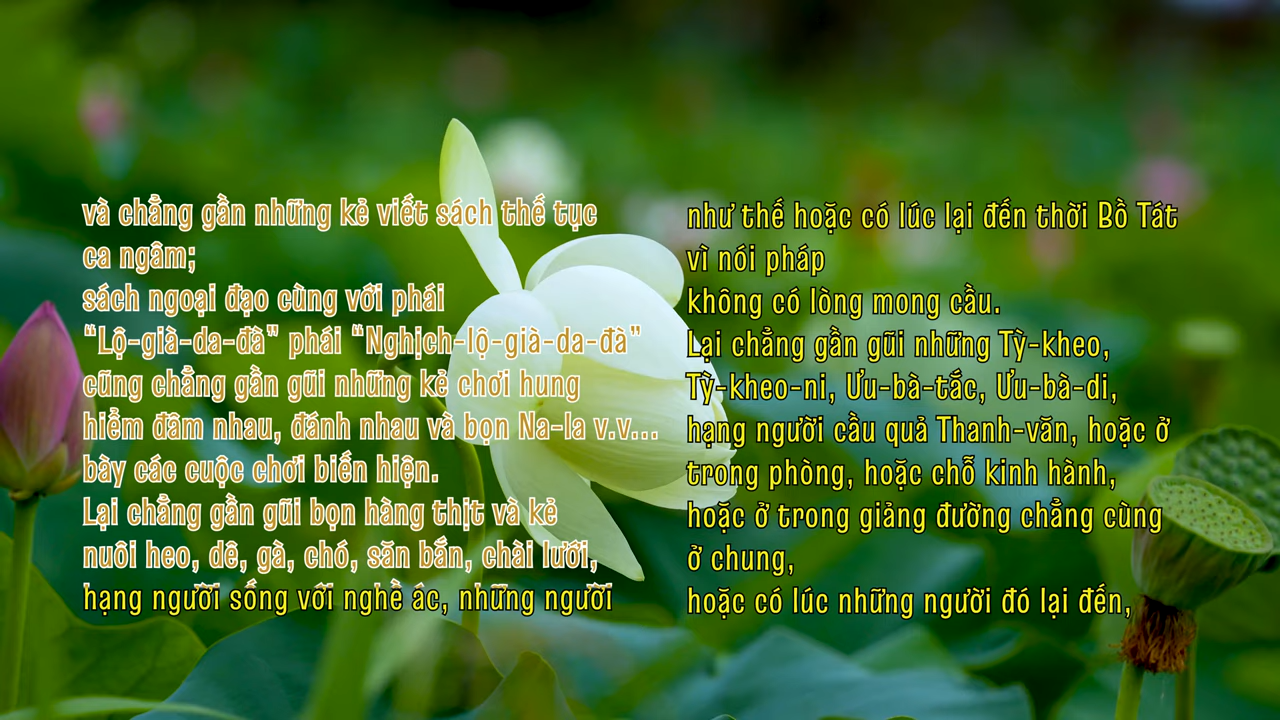 và chẳng gần những kẻ viết sách thế tục
ca ngâm;
sách ngoại đạo cùng với phái
“Lộ-già-da-đà” phái “Nghịch-lộ-già-da-đà”
cũng chẳng gần gũi những kẻ chơi hung
hiểm đâm nhau, đánh nhau và bọn Na-la v.v...
bày các cuộc chơi biến hiện.
Lại chẳng gần gũi bọn hàng thịt và kẻ
nuôi heo, dê, gà, chó, săn bắn, chài lưới,
hạng người sống với nghề ác, những người
như thế hoặc có lúc lại đến thời Bồ Tát
vì nói pháp
không có lòng mong cầu.
Lại chẳng gần gũi những Tỳ-kheo,
Tỳ-kheo-ni, Ưu-bà-tắc, Ưu-bà-di,
hạng người cầu quả Thanh-văn, hoặc ở
trong phòng, hoặc chỗ kinh hành,
hoặc ở trong giảng đường chẳng cùng
ở chung,
hoặc có lúc những người đó lại đến,